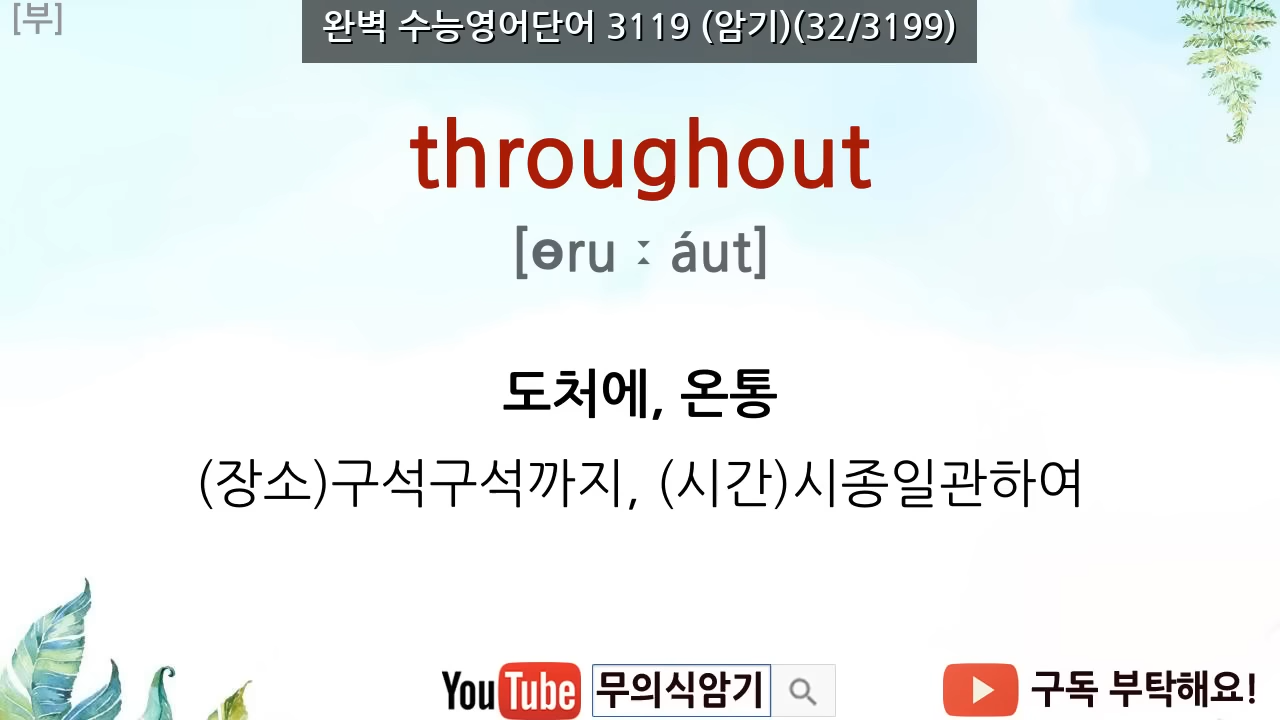 [부]
완벽 수능영어단어 3119 (암기)(32/3199)
throughout
[ɵruːáut]
도처에, 온통
(장소)구석구석까지, (시간)시종일관하여
YouTube 무의식암기
구독 부탁해요!